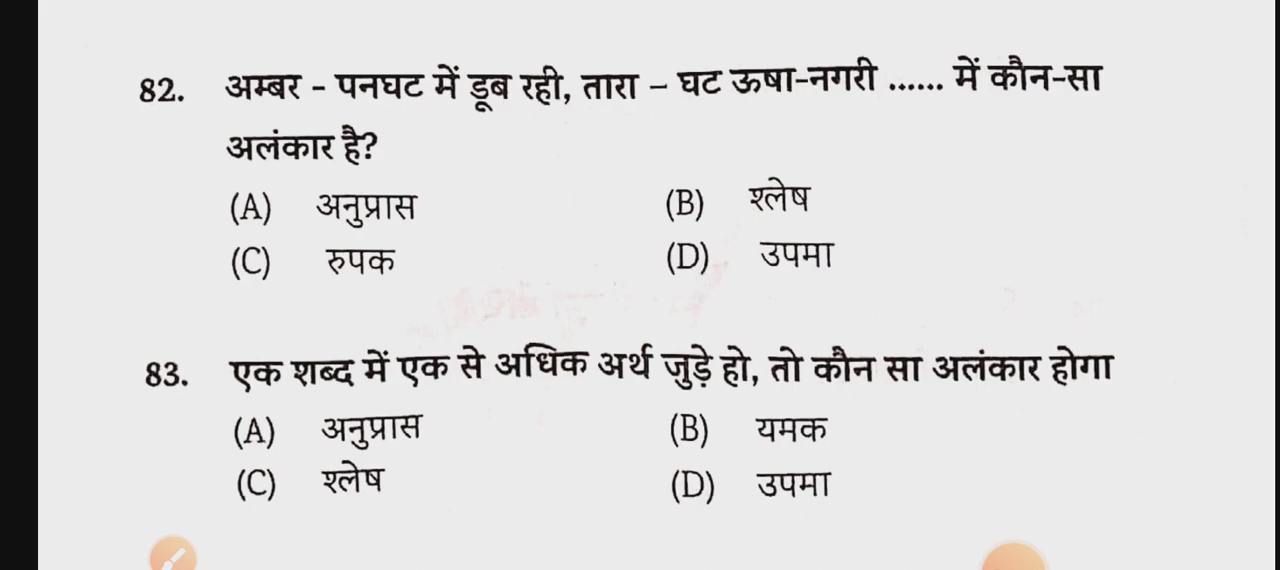 82. अम्बर - पनघट में डूब रही, तारा – घट ऊषा-नगरी ...... में कौन-सा
अलंकार है?
(A) अनुप्रास (B) श्लेष
(C) रुपक (D) उपमा
83. एक शब्द में एक से अधिक अर्थ जुड़े हो, तो कौन सा अलंकार होगा
(A) अनुप्रास (B) यमक
(C) श्लेष (D) उपमा